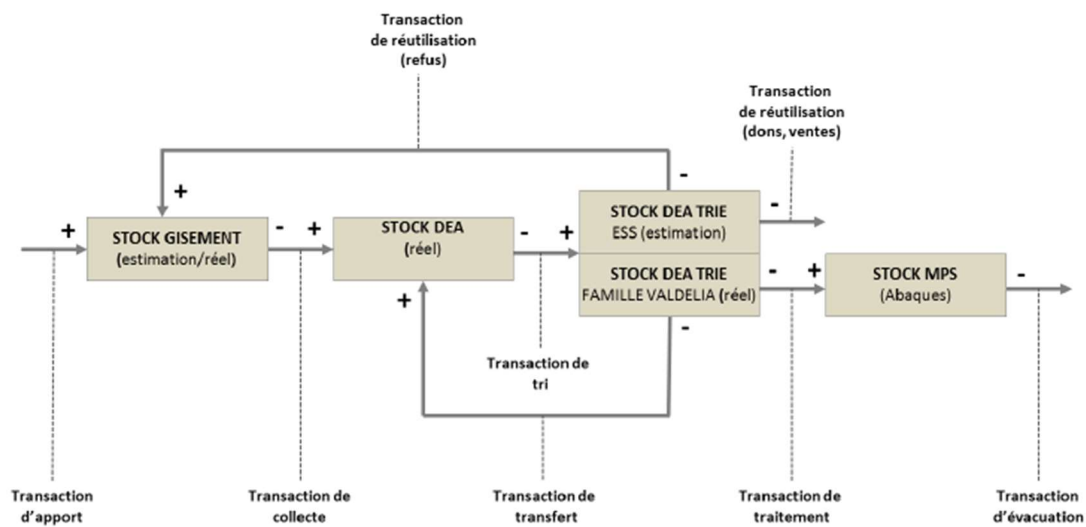 Transaction
de réutilisation
(refus)
Transaction
de réutilisation
(dons, ventes)
+
-
-
+
STOCK GISEMENT
(estimation/réel)
-
+
STOCK DEA
(réel)
-
+
STOCK DEA TRIE
ESS (estimation)
STOCK DEA TRIE
FAMILLE VALDELIA (réel)
-
+
STOCK MPS
(Abaques)
-
+
-
Transaction de
tri
Transaction
d'apport
Transaction de
collecte
Transaction de
transfert
Transaction de
traitement
Transaction
d'évacuation